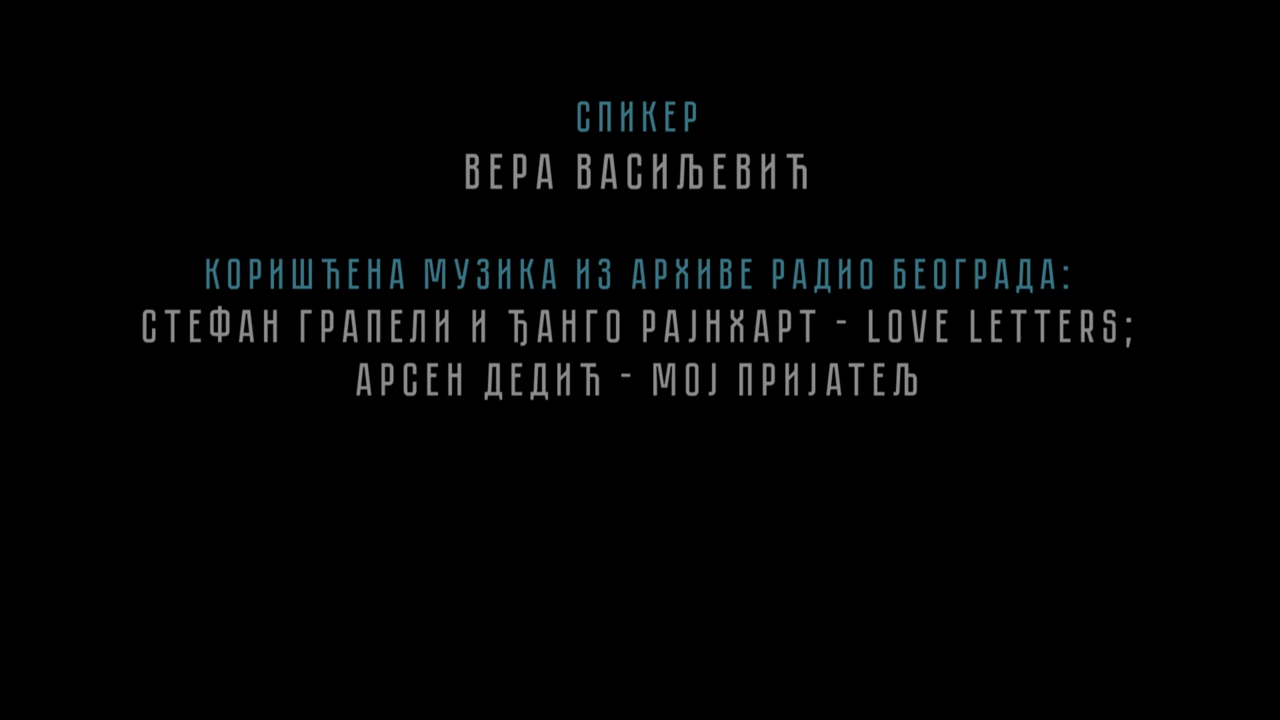 СПИКЕР
ВЕРА ВАСИЉЕВИЋ
КОРИШЋЕНА МУЗИКА ИЗ АРХИВЕ РАДИО БЕОГРАДА:
СТЕФАН ГРАПЕЛИ И ЂАНГО РАЈНХАРТ - LOVE LETTERS;
АРСЕН ДЕДИЋ - МОЈ ПРИЈАТЕЉ